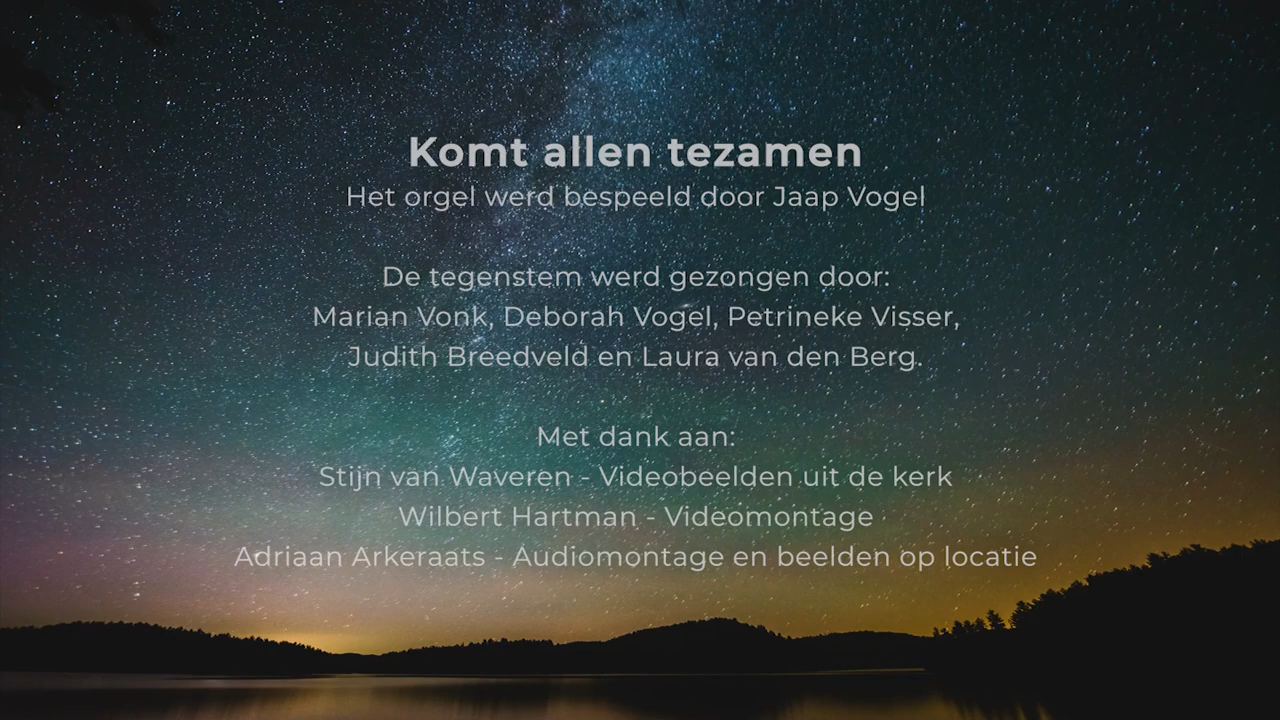 Komt allen tezamen
Het orgel werd bespeeld door Jaap Vogel
De tegenstem werd gezongen door:
Marian Vonk, Deborah Vogel, Petrineke Visser,
Judith Breedveld en Laura van den Berg.
Met dank aan:
Stijn van Waveren - Videobeelden uit de kerk
Wilbert Hartman - Videomontage
Adriaan Arkeraats - Audiomontage en beelden op locatie